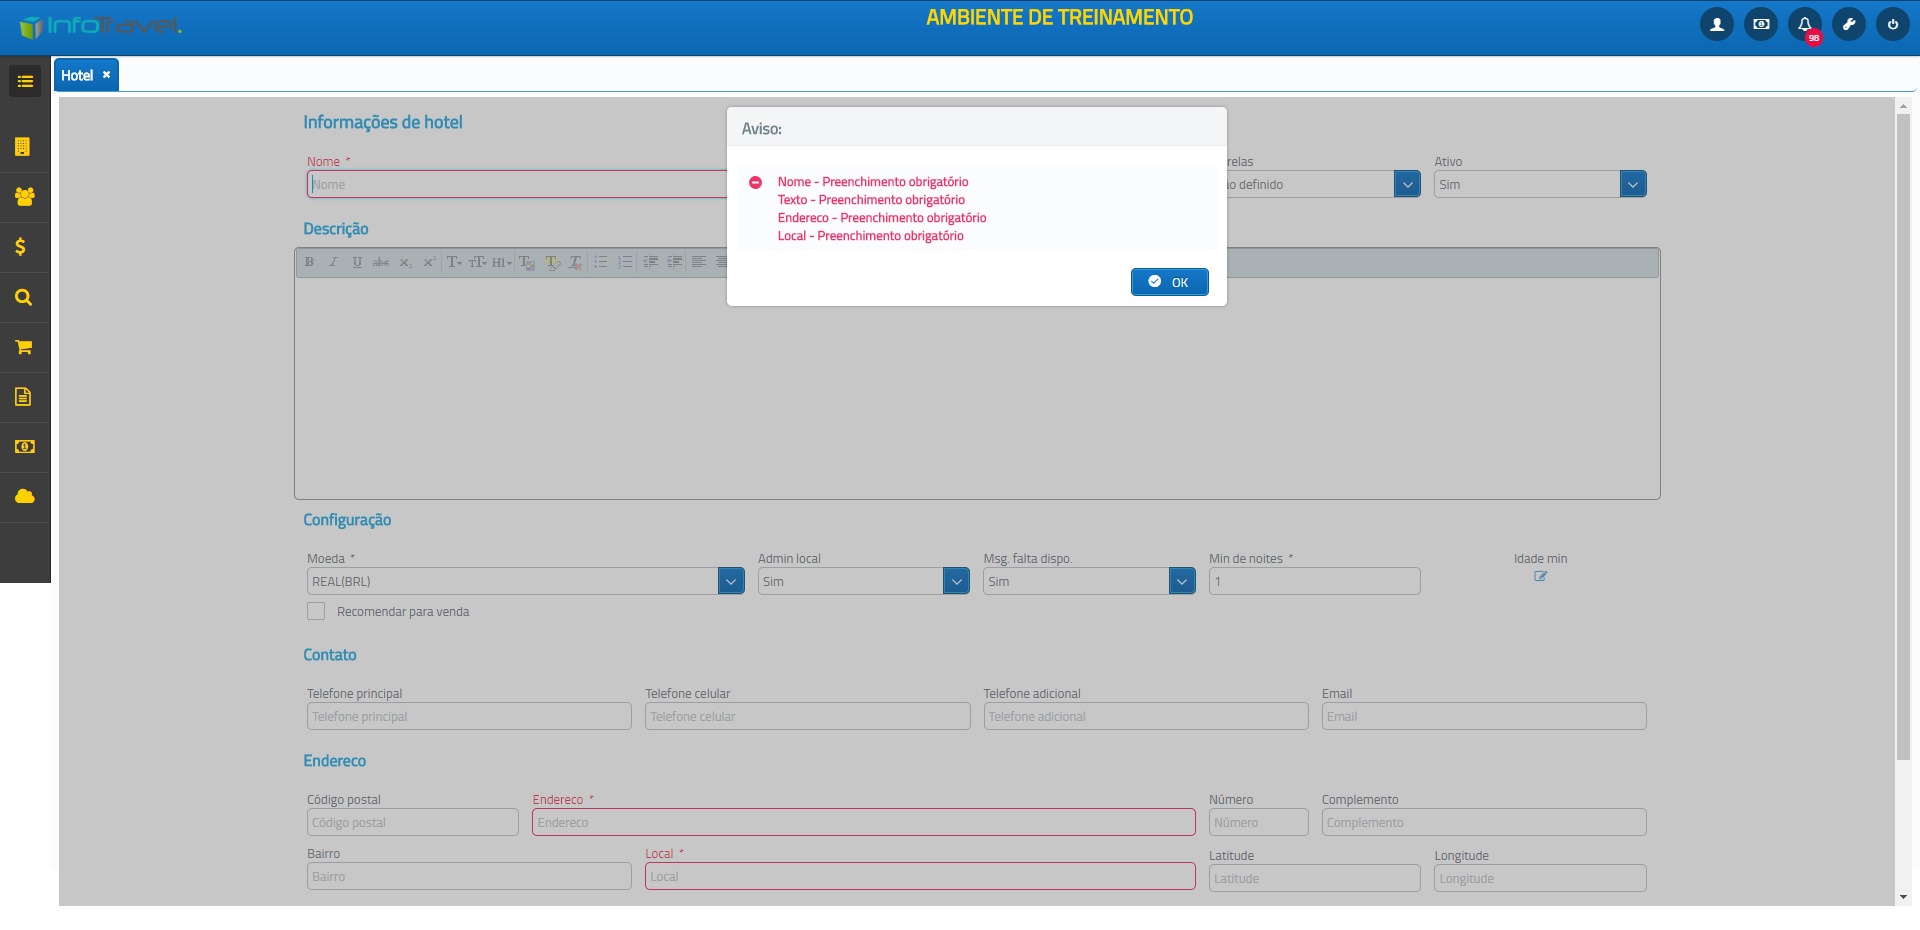 InfoTravel.
AMBIENTE DE TREINAMENTO
98
Hotel
Informações de hotel
Aviso:
Nome - Preenchimento obrigatório
Texto - Preenchimento obrigatório
Endereco - Preenchimento obrigatório
Local - Preenchimento obrigatório
OK
Nome *
Nome
relas
ão definido
Ativo
Sim
Descrição
B I U abc x, x' T TT H1 T T T
Configuração
Moeda *
REAL(BRL)
Admin local
Sim
Msg. falta dispo.
Sim
Min de noites *
1
Idade min
Recomendar para venda
Contato
Telefone principal
Telefone principal
Telefone celular
Telefone celular
Telefone adicional
Telefone adicional
Email
Email
Endereco
Código postal
Código postal
Endereco *
Endereco
Número
Número
Complemento
Complemento
Bairro
Bairro
Local *
Local
Latitude
Latitude
Longitude
Longitude